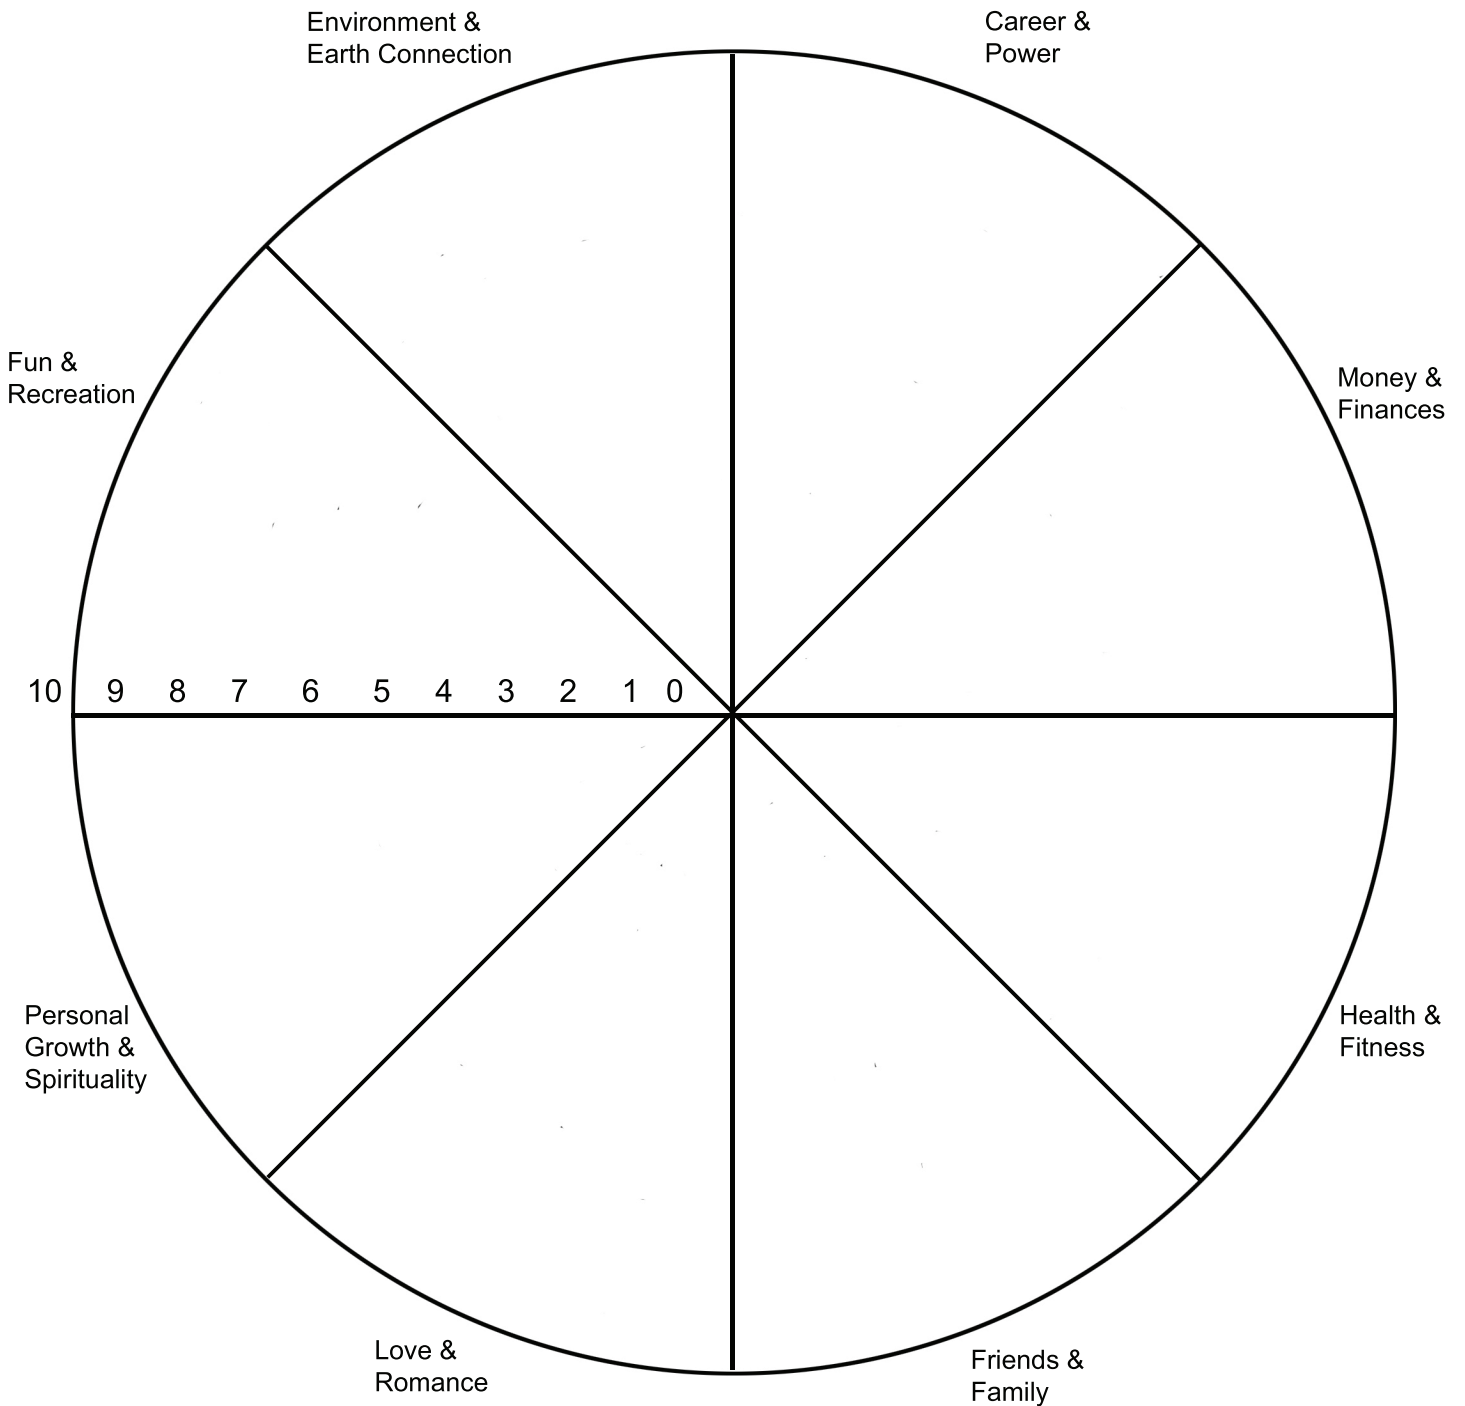 Environment &
Earth Connection
Career &
Power
Fun &
Recreation
Money &
Finances
10 9 8 7 6 5 4 3 2 1 0
Personal
Growth &
Spirituality
Health &
Fitness
Love &
Romance
Friends &
Family